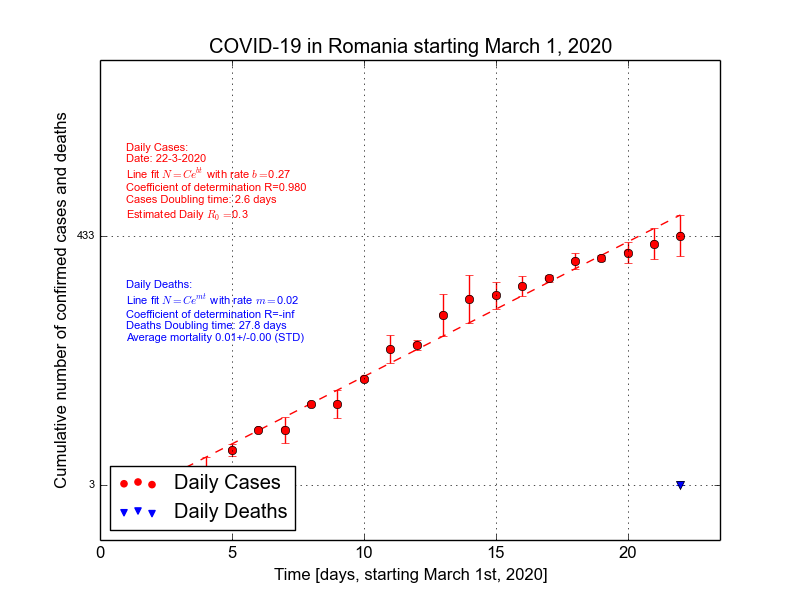 COVID-19 in Romania starting March 1, 2020
Cumulative number of confirmed cases and deaths
Daily Cases:
Date: 22-3-2020
Line fit N = Ce^{bt} with rate b =0.27
Coefficient of determination R=0.980
Cases Doubling time: 2.6 days
Estimated Daily R_0 =0.3
433
Daily Deaths:
Line fit N = Ce^{mt} with rate m =0.02
Coefficient of determination R=-inf
Deaths Doubling time: 27.8 days
Average mortality 0.01+/-0.00 (STD)
3
Daily Cases
Daily Deaths
0 5 10 15 20
Time [days, starting March 1st, 2020]